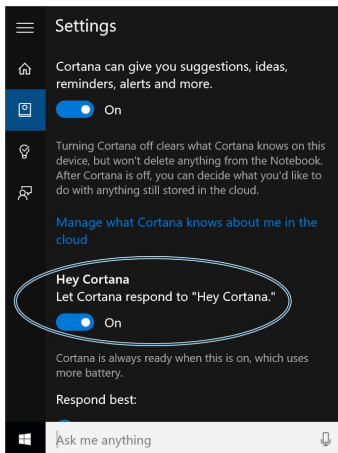 Settings
Cortana can give you suggestions, ideas,
reminders, alerts and more.
On
Turning Cortana off clears what Cortana knows on this
device, but won't delete anything from the Notebook.
After Cortana is off, you can decide what you'd like to
do with anything still stored in the cloud.
Manage what Cortana knows about me in the
cloud
Hey Cortana
Let Cortana respond to "Hey Cortana."
On
Cortana is always ready when this is on, which uses
more battery.
Respond best:
Ask me anything